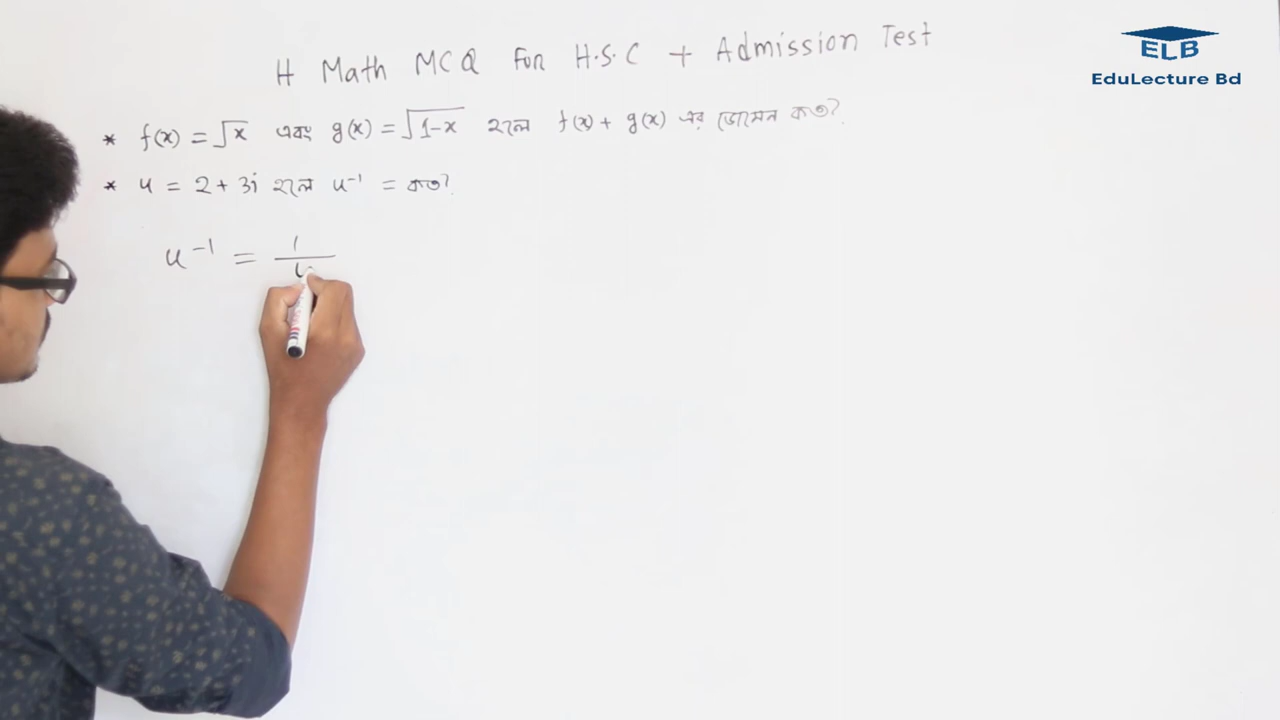 H Math MCQ For H.S.C + Admission Test
ELB
EduLecture Bd
* f(x) = √x এবং g(x) = √1-x হলে f(x) + g(x) এর ডোমেন কত?
* u = 2 + 3i হলে u⁻¹ = কত?
u⁻¹ = 1/u